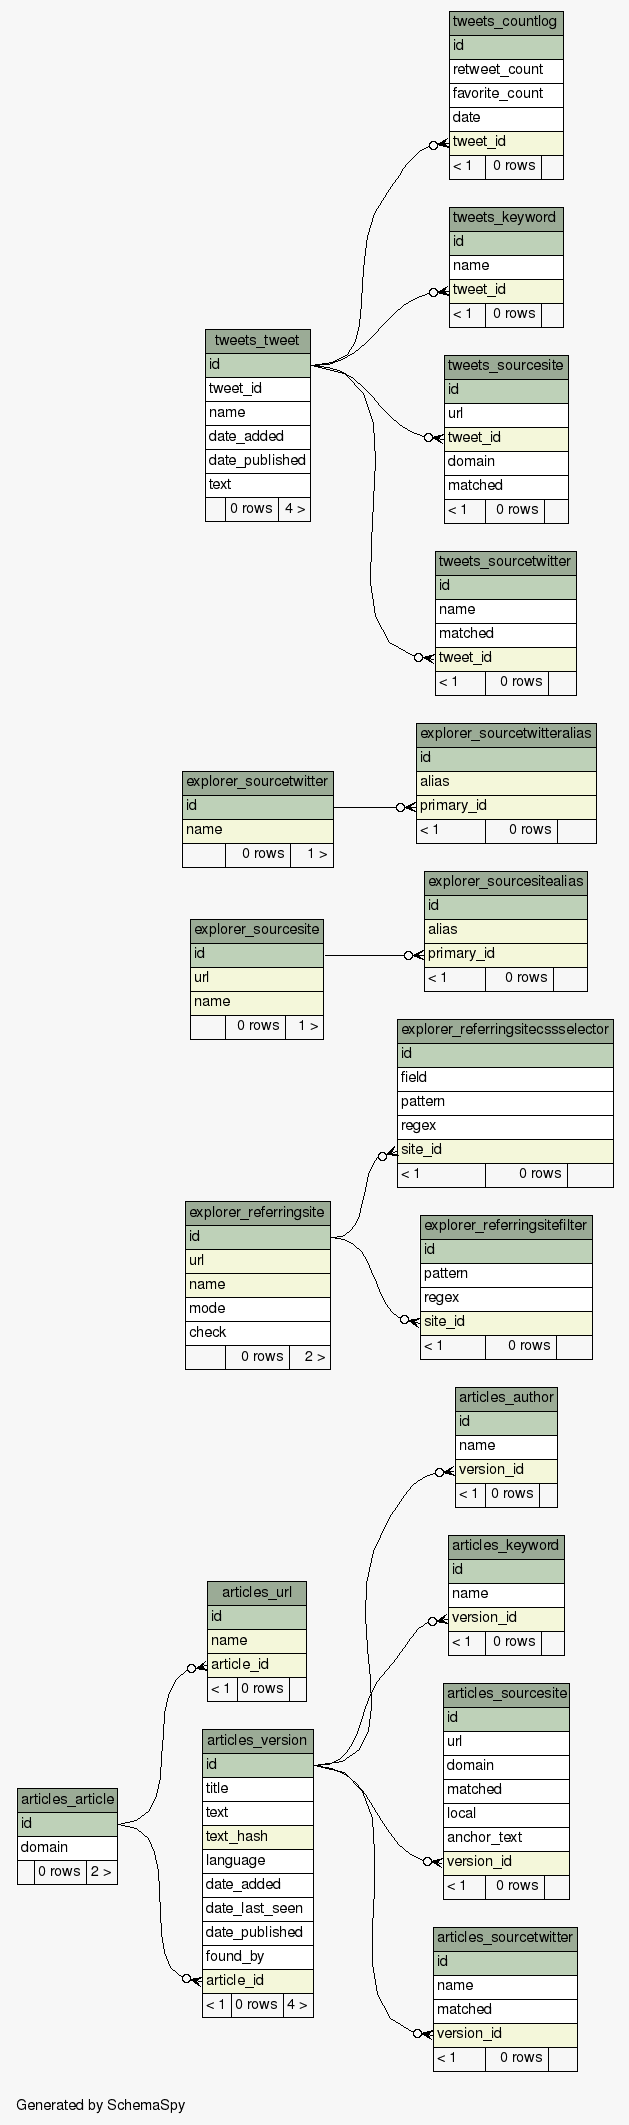 tweets_countlog
id
retweet_count
favorite_count
date
tweet_id
< 1 0 rows
tweets_keyword
id
name
tweet_id
< 1 0 rows
tweets_tweet
id
tweet_id
name
date_added
date_published
text
0 rows 4 >
tweets_sourcesite
id
url
tweet_id
domain
matched
< 1 0 rows
tweets_sourcetwitter
id
name
matched
tweet_id
< 1 0 rows
explorer_sourcetwitteralias
id
alias
primary_id
< 1 0 rows
explorer_sourcetwitter
id
name
0 rows 1 >
explorer_sourcesitealias
id
alias
primary_id
< 1 0 rows
explorer_sourcesite
id
url
name
0 rows 1 >
explorer_referringsitecssselector
id
field
pattern
regex
site_id
< 1 0 rows
explorer_referringsite
id
url
name
mode
check
0 rows 2 >
explorer_referringsitefilter
id
pattern
regex
site_id
< 1 0 rows
articles_author
id
name
version_id
< 1 0 rows
articles_keyword
id
name
version_id
< 1 0 rows
articles_url
id
name
article_id
< 1 0 rows
articles_sourcesite
id
url
domain
matched
local
anchor_text
version_id
< 1 0 rows
articles_version
id
title
text
text_hash
language
date_added
date_last_seen
date_published
found_by
article_id
< 1 0 rows 4 >
articles_article
id
domain
0 rows 2 >
articles_sourcetwitter
id
name
matched
version_id
< 1 0 rows
Generated by SchemaSpy